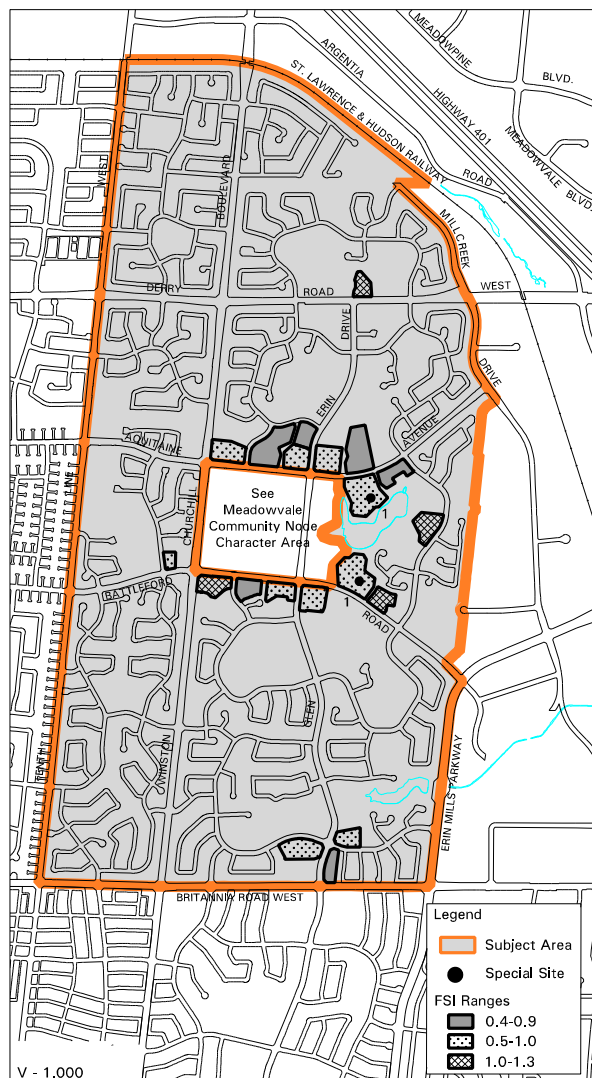 MEADOWPINE
BLVD.
ARGENTIA
HIGHWAY 401
MEADOWVALE
BLVD.
ST. LAWRENCE & HUDSON RAILWAY
ROAD
WEST
BOULEVARD
MILLCREEK
DERRY
ROAD
WEST
DRIVE
DRIVE
ERIN
AVENUE
AQUITAINE
See
Meadowvale
Community Node
Character Area
1
LINE
CHURCHILL
BATTLEFORD
1
ROAD
GLEN
WINSTON
TENTH
ERIN MILLS PARKWAY
BRITANNIA ROAD WEST
Legend
Subject Area
Special Site
FSI Ranges
0.4-0.9
0.5-1.0
1.0-1.3
V - 1.000